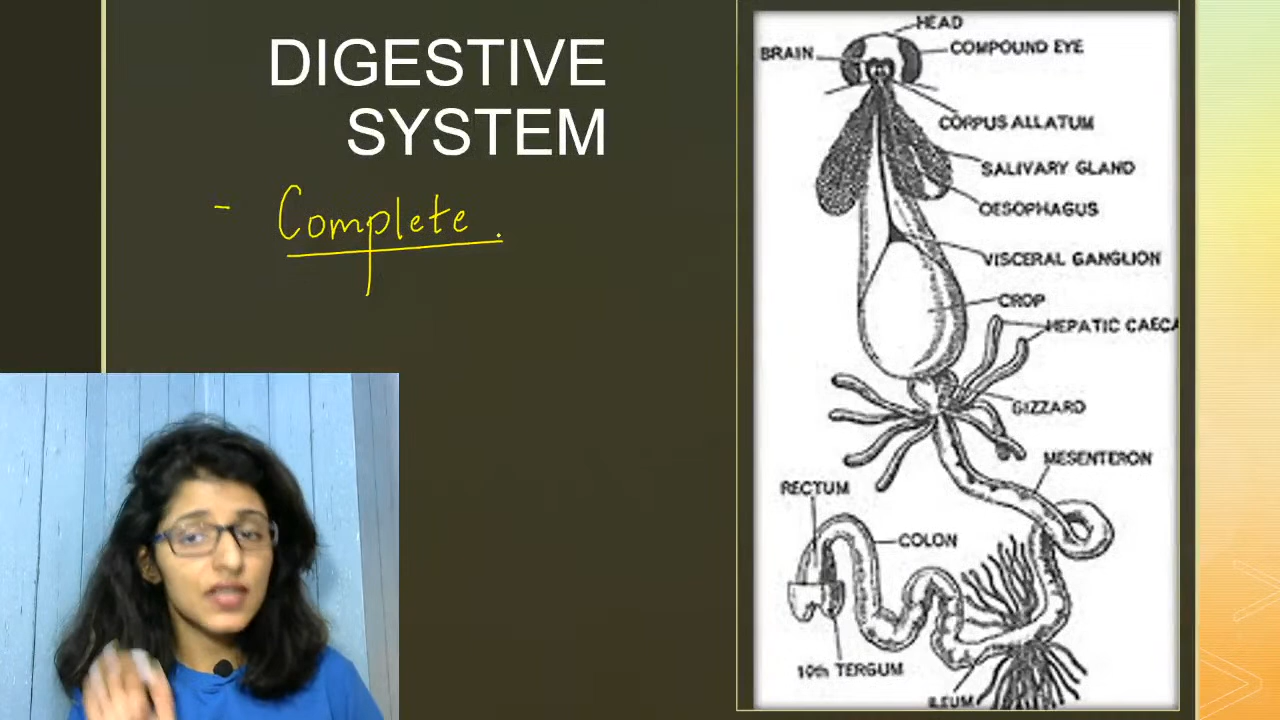 DIGESTIVE
SYSTEM
- Complete.
HEAD
BRAIN
COMPOUND EYE
CORPUS ALLATUM
SALIVARY GLAND
OESOPHAGUS
VISCERAL GANGLION
CROP
HEPATIC CAECA
GIZZARD
MESENTERON
RECTUM
COLON
10th TERGUM
ILEUM